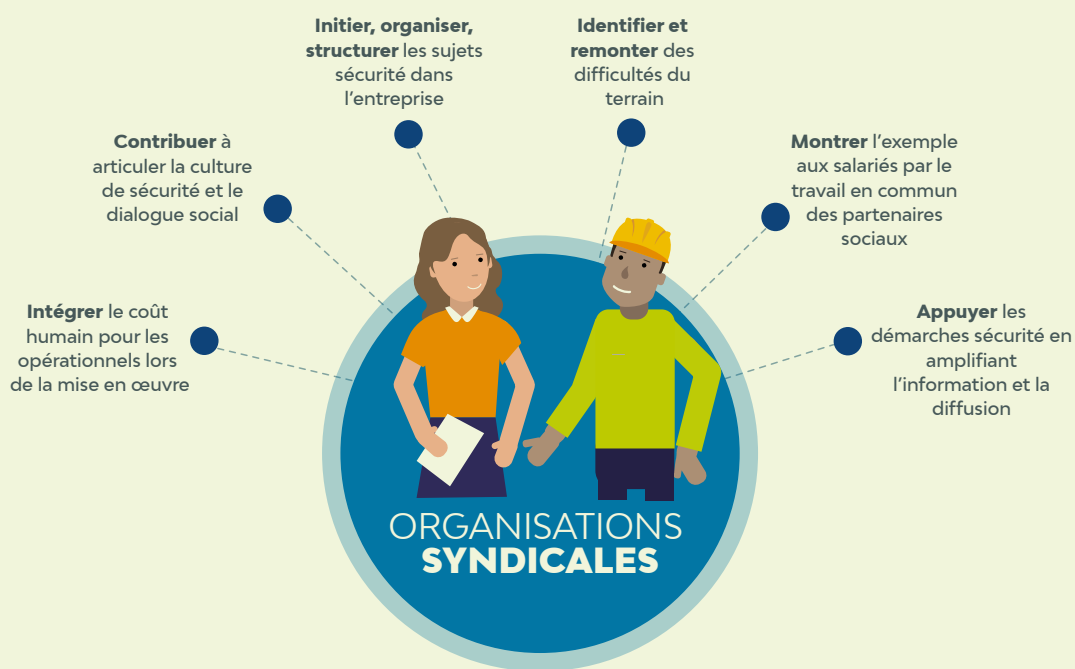 Initier, organiser,
structurer les sujets
sécurité dans
l'entreprise
Identifier et
remonter des
difficultés du
terrain
Contribuer à
articuler la culture
de sécurité et le
dialogue social
Montrer l'exemple
aux salariés par le
travail en commun
des partenaires
sociaux
Intégrer le coût
humain pour les
opérationnels lors
de la mise en œuvre
Appuyer les
démarches sécurité en
amplifiant
l'information et la
diffusion
ORGANISATIONS
SYNDICALES